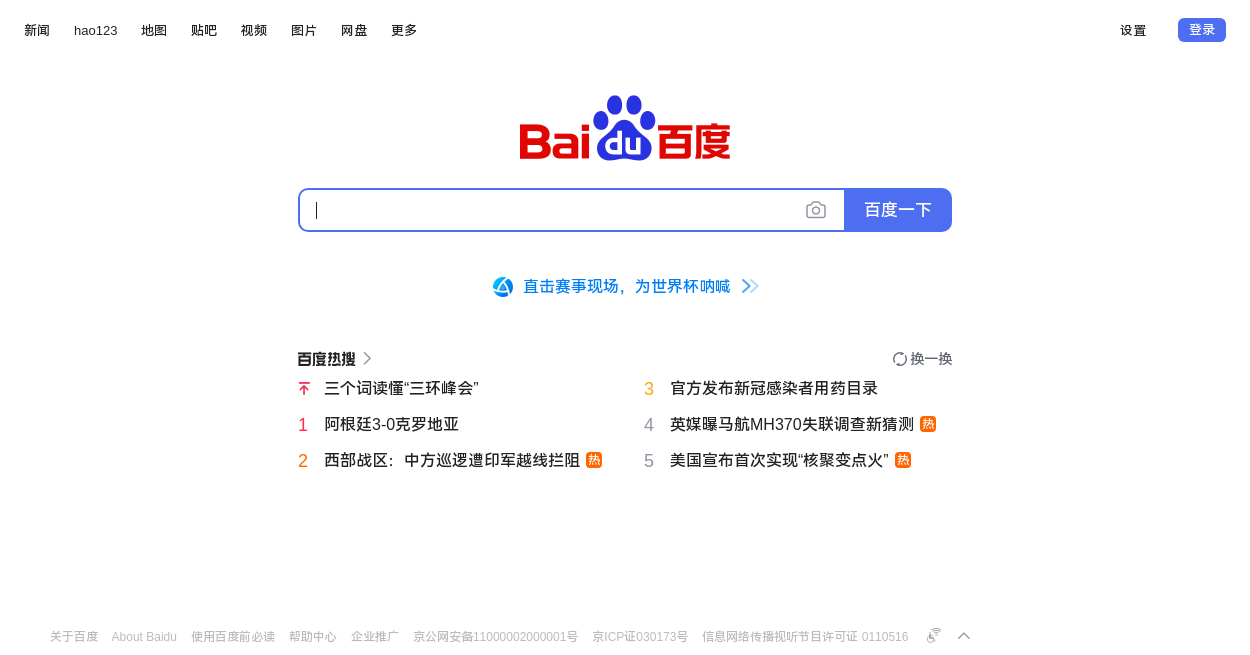 新闻 hao123 地图 贴吧 视频 图片 网盘 更多 设置 登录
Bai du 百度
百度一下
直击赛事现场，为世界杯呐喊
百度热搜 换一换
三个词读懂“三环峰会”
3 官方发布新冠感染者用药目录
1 阿根廷3-0克罗地亚
4 英媒曝马航MH370失联调查新猜测 热
2 西部战区：中方巡逻遭印军越线拦阻 热
5 美国宣布首次实现“核聚变点火” 热
关于百度 About Baidu 使用百度前必读 帮助中心 企业推广 京公网安备11000002000001号 京ICP证030173号 信息网络传播视听节目许可证 0110516